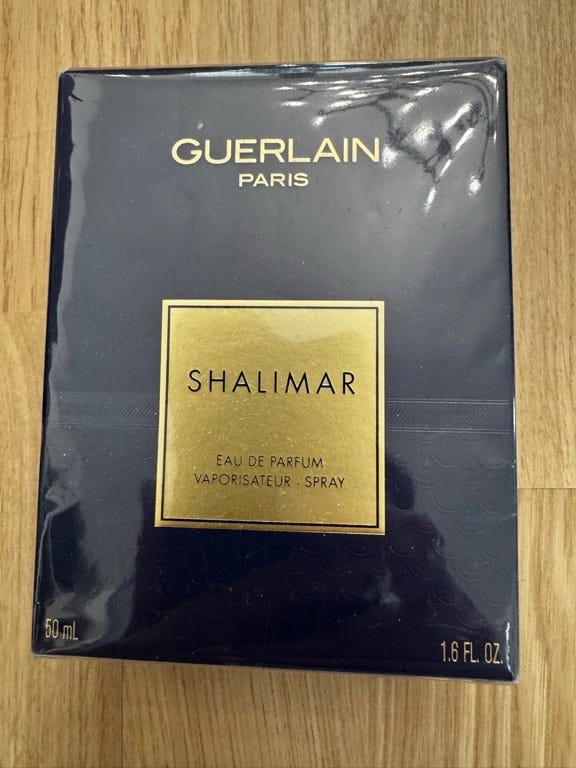 GUERLAIN
PARIS
SHALIMAR
EAU DE PARFUM
VAPORISATEUR - SPRAY
50 mL
1.6 FL. OZ.